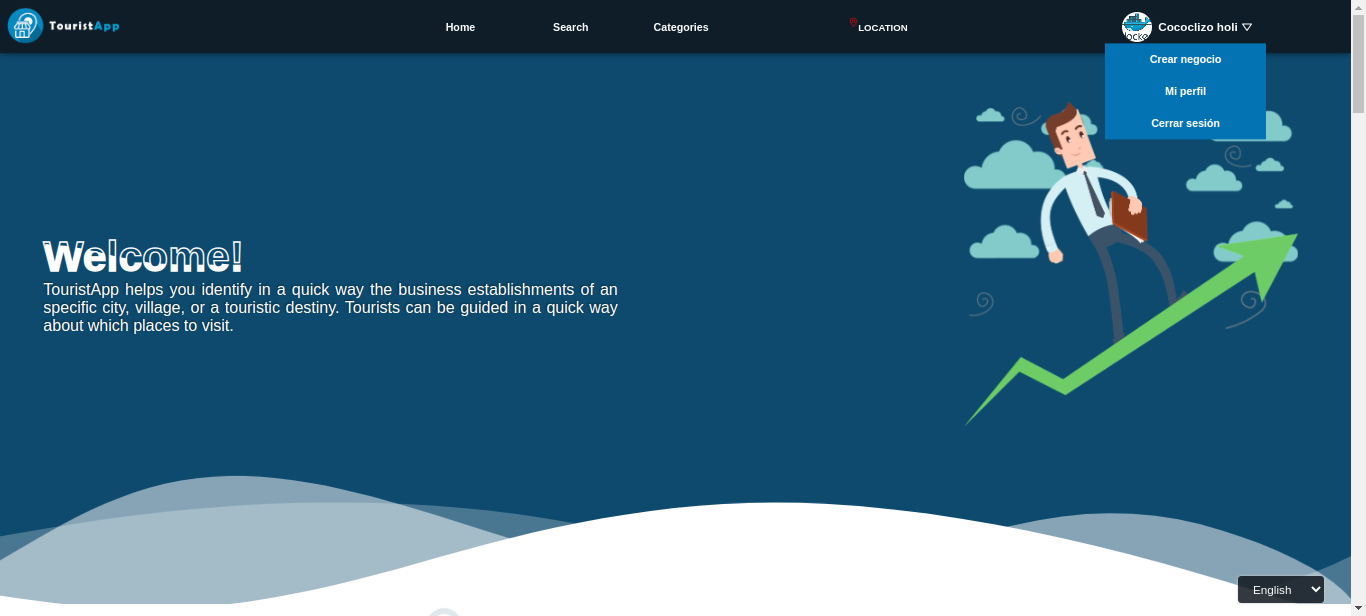 TouristApp
Home
Search
Categories
LOCATION
Cococlizo holi
Crear negocio
Mi perfil
Cerrar sesión
Welcome!
TouristApp helps you identify in a quick way the business establishments of an
specific city, village, or a touristic destiny. Tourists can be guided in a quick way
about which places to visit.
English